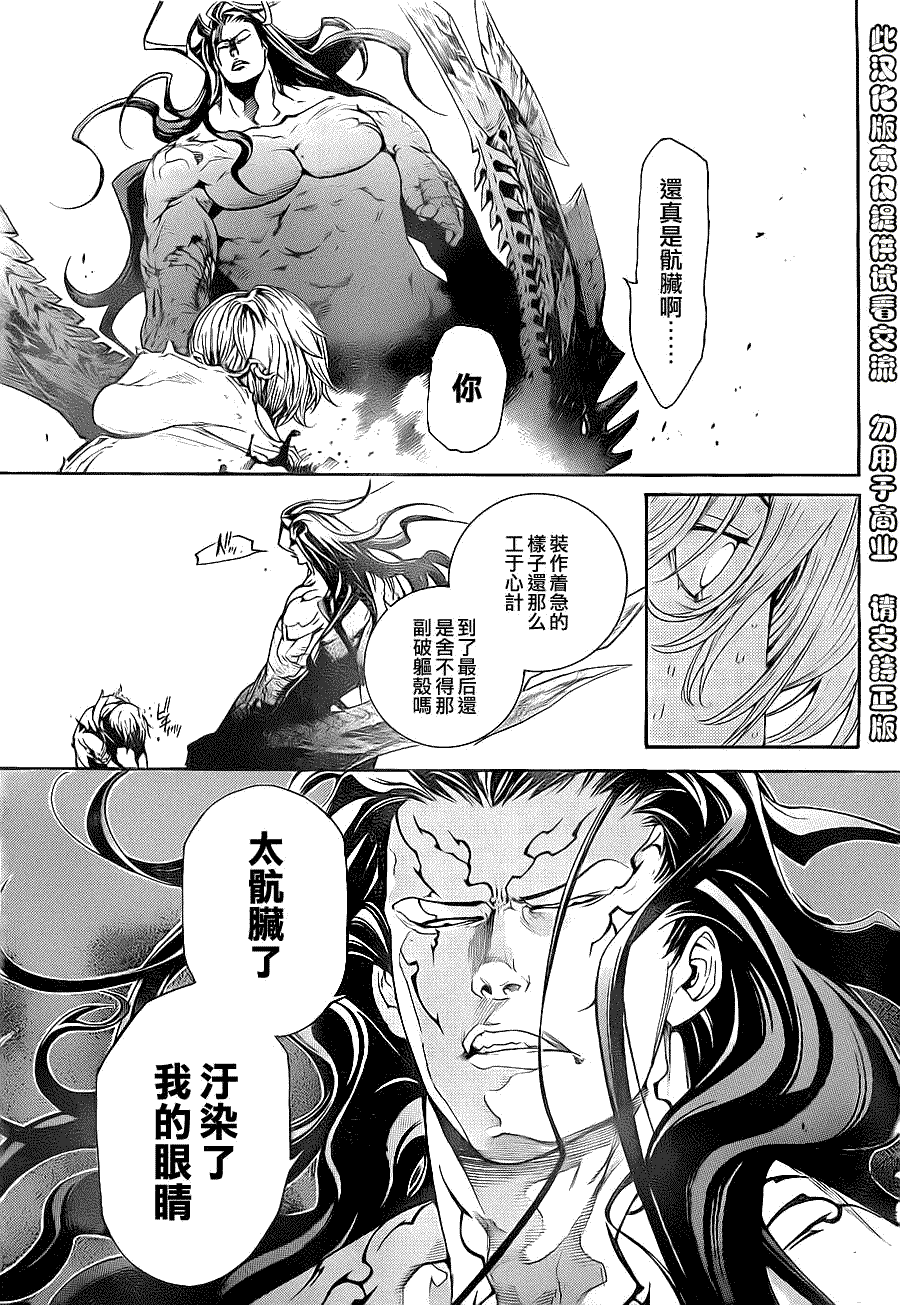 還真是骯臟啊……
你
裝作着急的
樣子還那么
工于心計
到了最后還
是舍不得那
副破軀殼嗎
太骯臟了
汙染了
我的眼睛
此汉化版本仅提供试看交流 勿用于商业 请支持正版